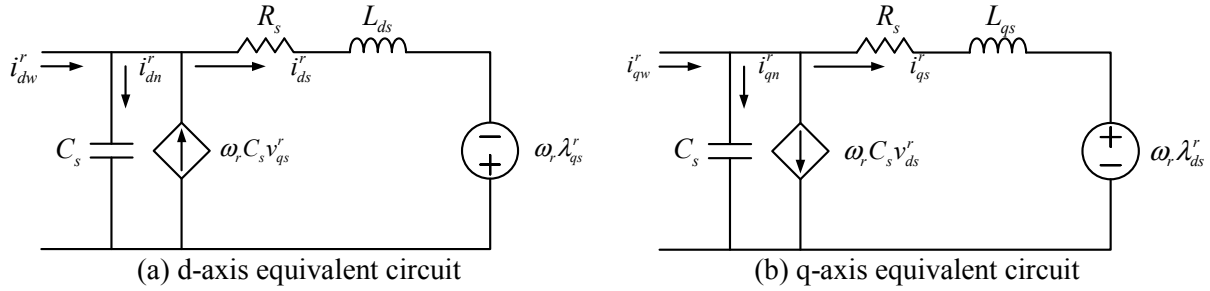 R_s L_ds
i^r_dw i^r_dn i^r_ds
C_s ω_r C_s v^r_qs − + ω_r λ^r_qs
(a) d-axis equivalent circuit
R_s L_qs
i^r_qw i^r_qn i^r_qs
C_s ω_r C_s v^r_ds + − ω_r λ^r_ds
(b) q-axis equivalent circuit